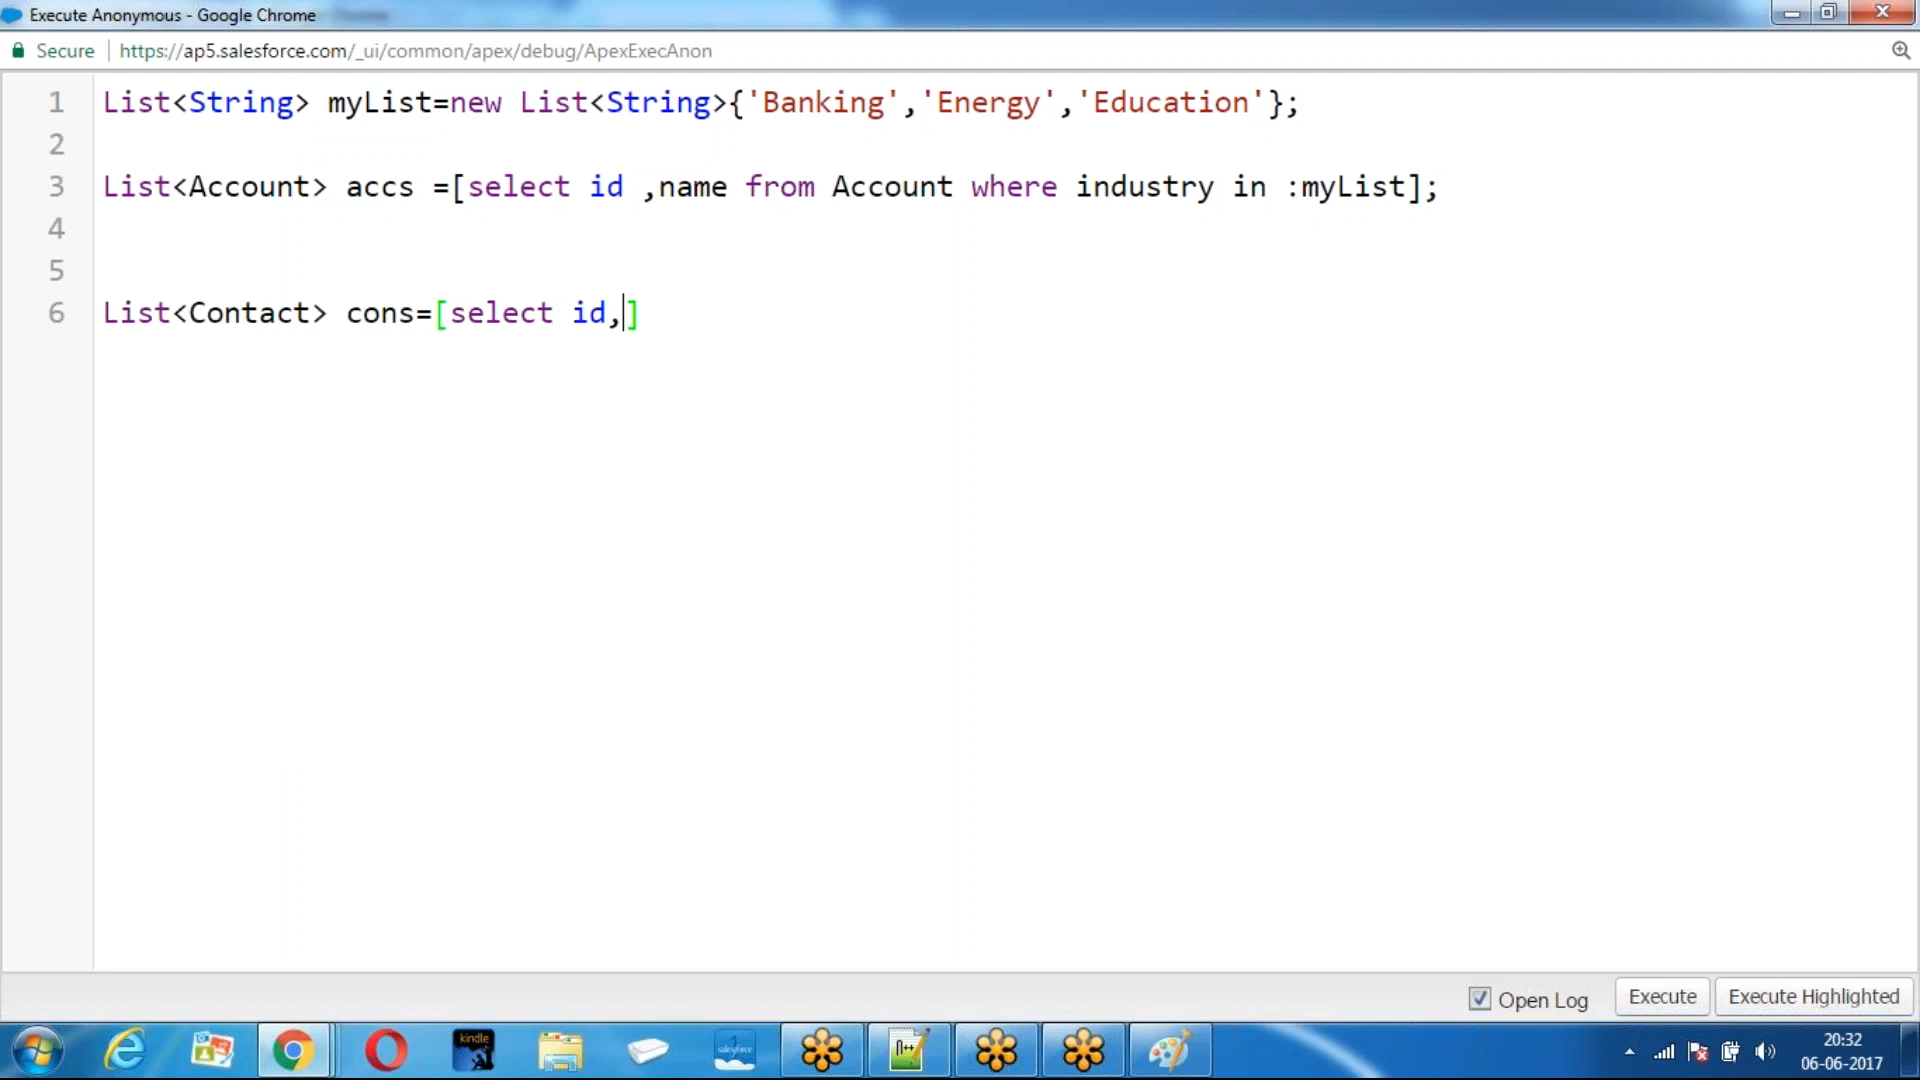 Execute Anonymous - Google Chrome
Secure https://ap5.salesforce.com/_ui/common/apex/debug/ApexExecAnon
1 List<String> myList=new List<String>{'Banking','Energy','Education'};
2
3 List<Account> accs =[select id ,name from Account where industry in :myList];
4
5
6 List<Contact> cons=[select id,]
Open Log Execute Execute Highlighted
kindle
salesforce
n++
20:32
06-06-2017